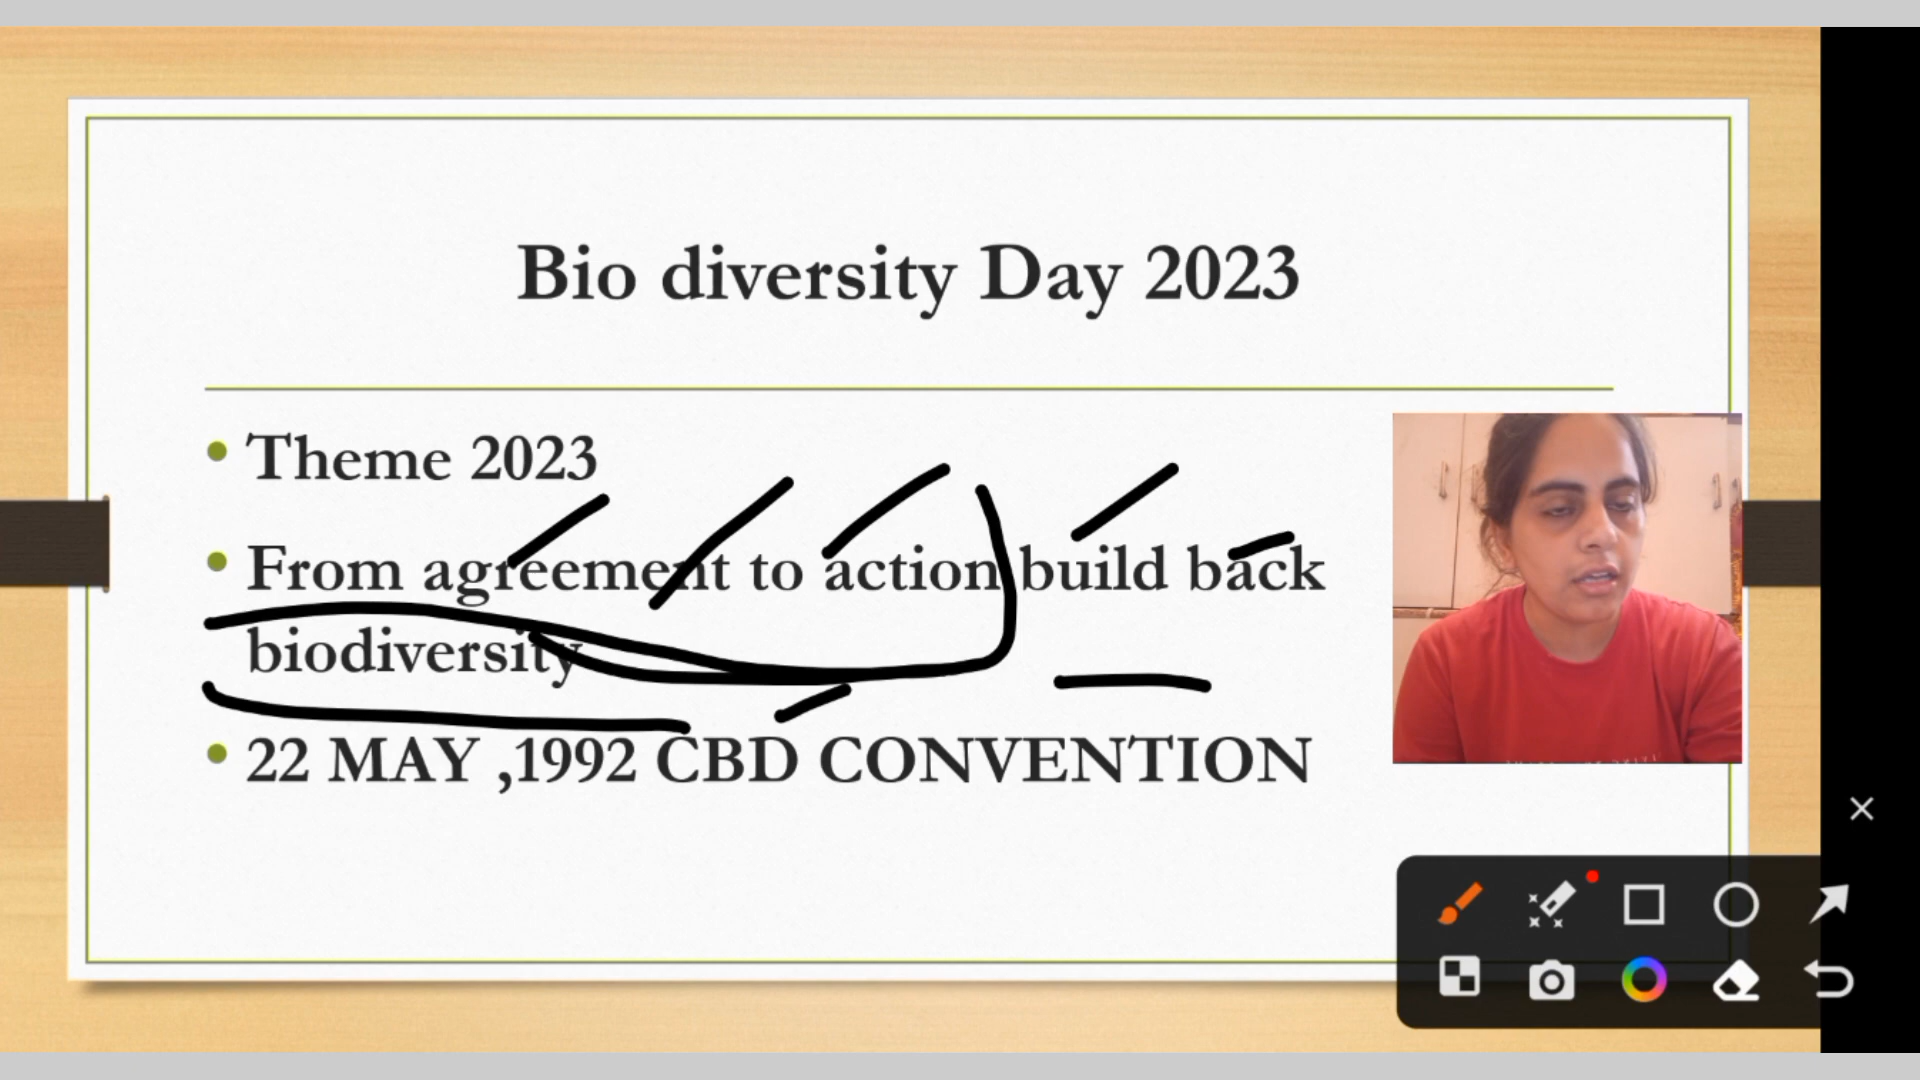 Bio diversity Day 2023
Theme 2023
From agreement to action build back
biodiversity
22 MAY ,1992 CBD CONVENTION